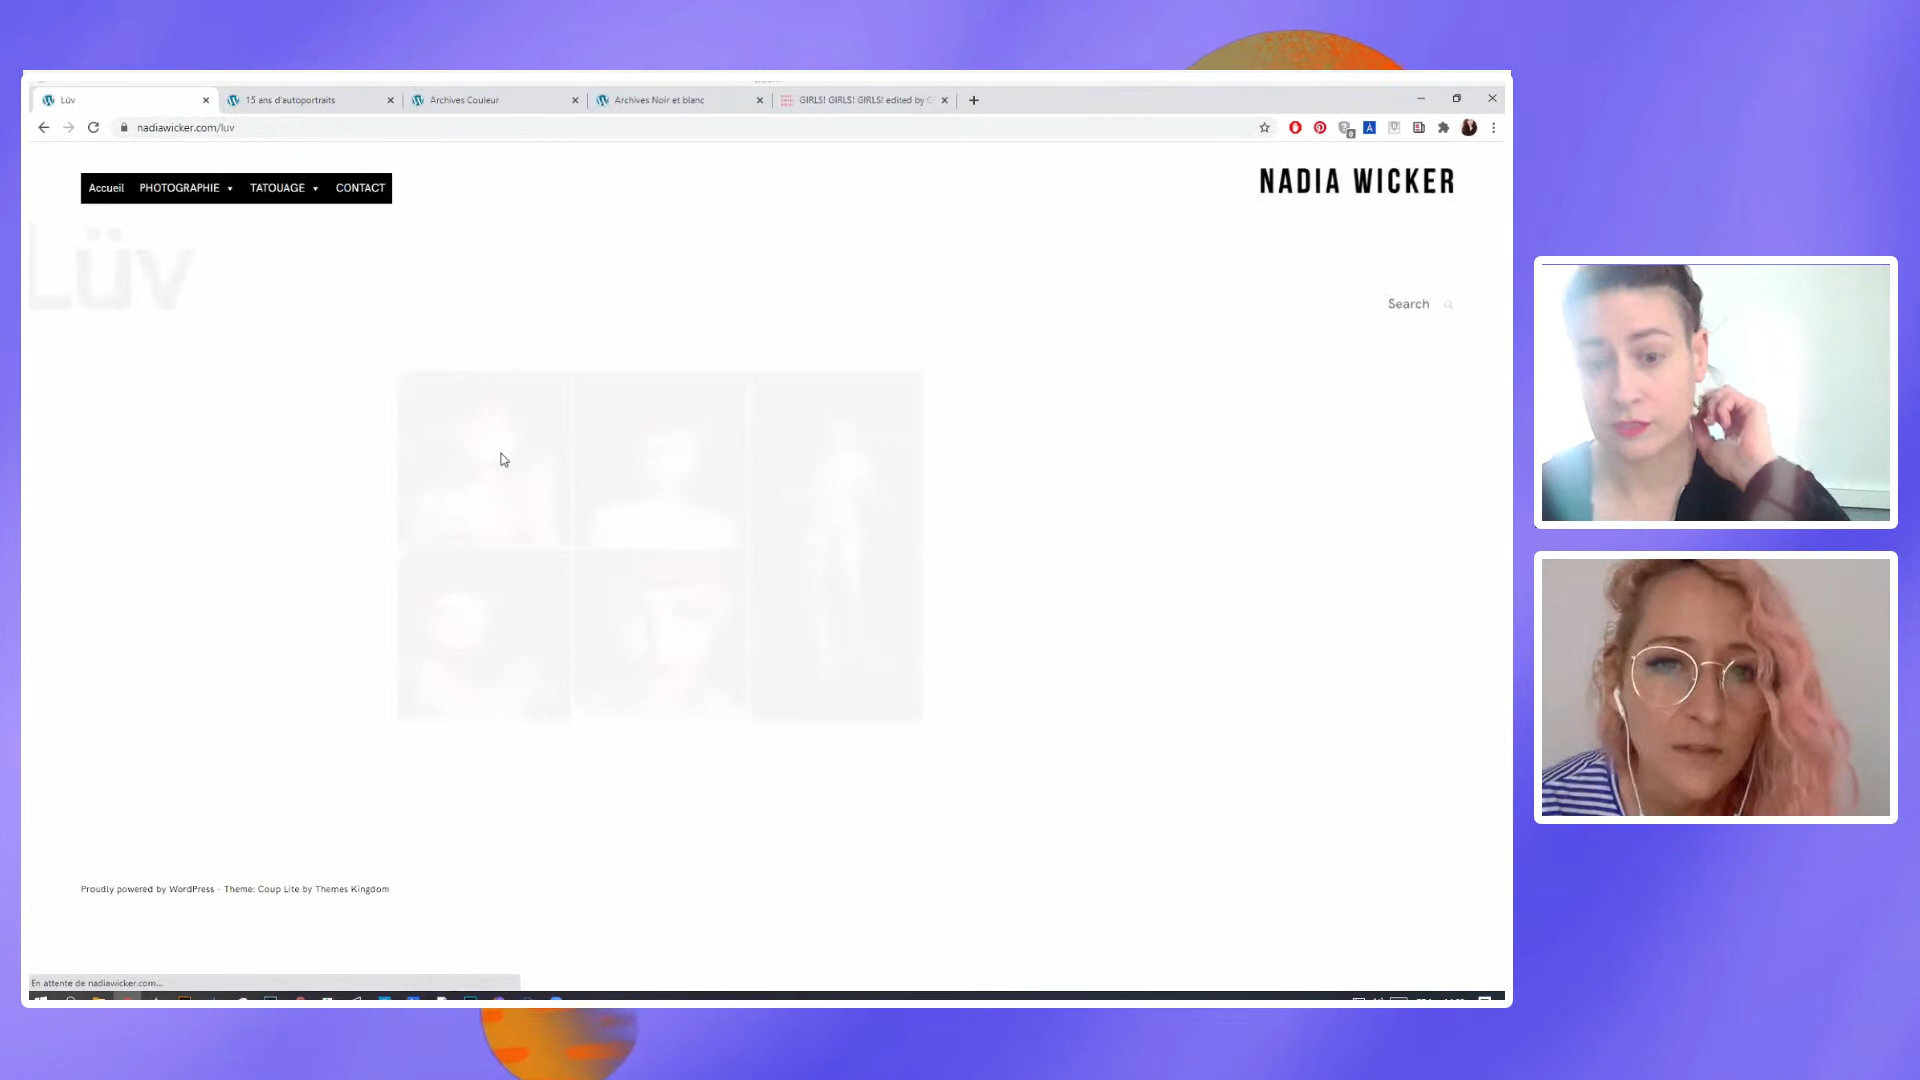 Lüv
15 ans d'autoportraits
Archives Couleur
Archives Noir et blanc
GIRLS! GIRLS! GIRLS! edited by
nadiawicker.com/luv
Accueil PHOTOGRAPHIE TATOUAGE CONTACT
NADIA WICKER
Lüv
Search
Proudly powered by WordPress - Theme: Coup Lite by Themes Kingdom
En attente de nadiawicker.com...